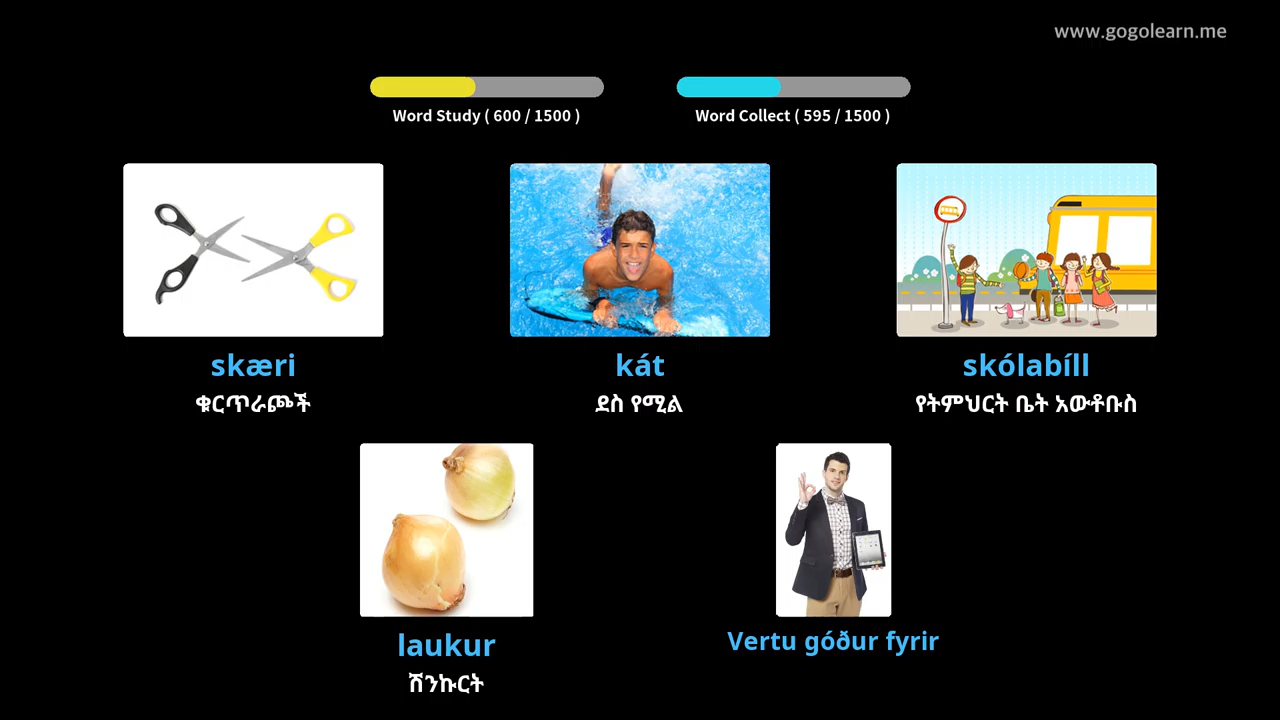 www.gogolearn.me
Word Study ( 600 / 1500 )
Word Collect ( 595 / 1500 )
skæri
ቁርጥራጮች
kát
ደስ የሚል
skólabíll
የትምህርት ቤት አውቶቡስ
laukur
ሽንኩርት
Vertu góður fyrir